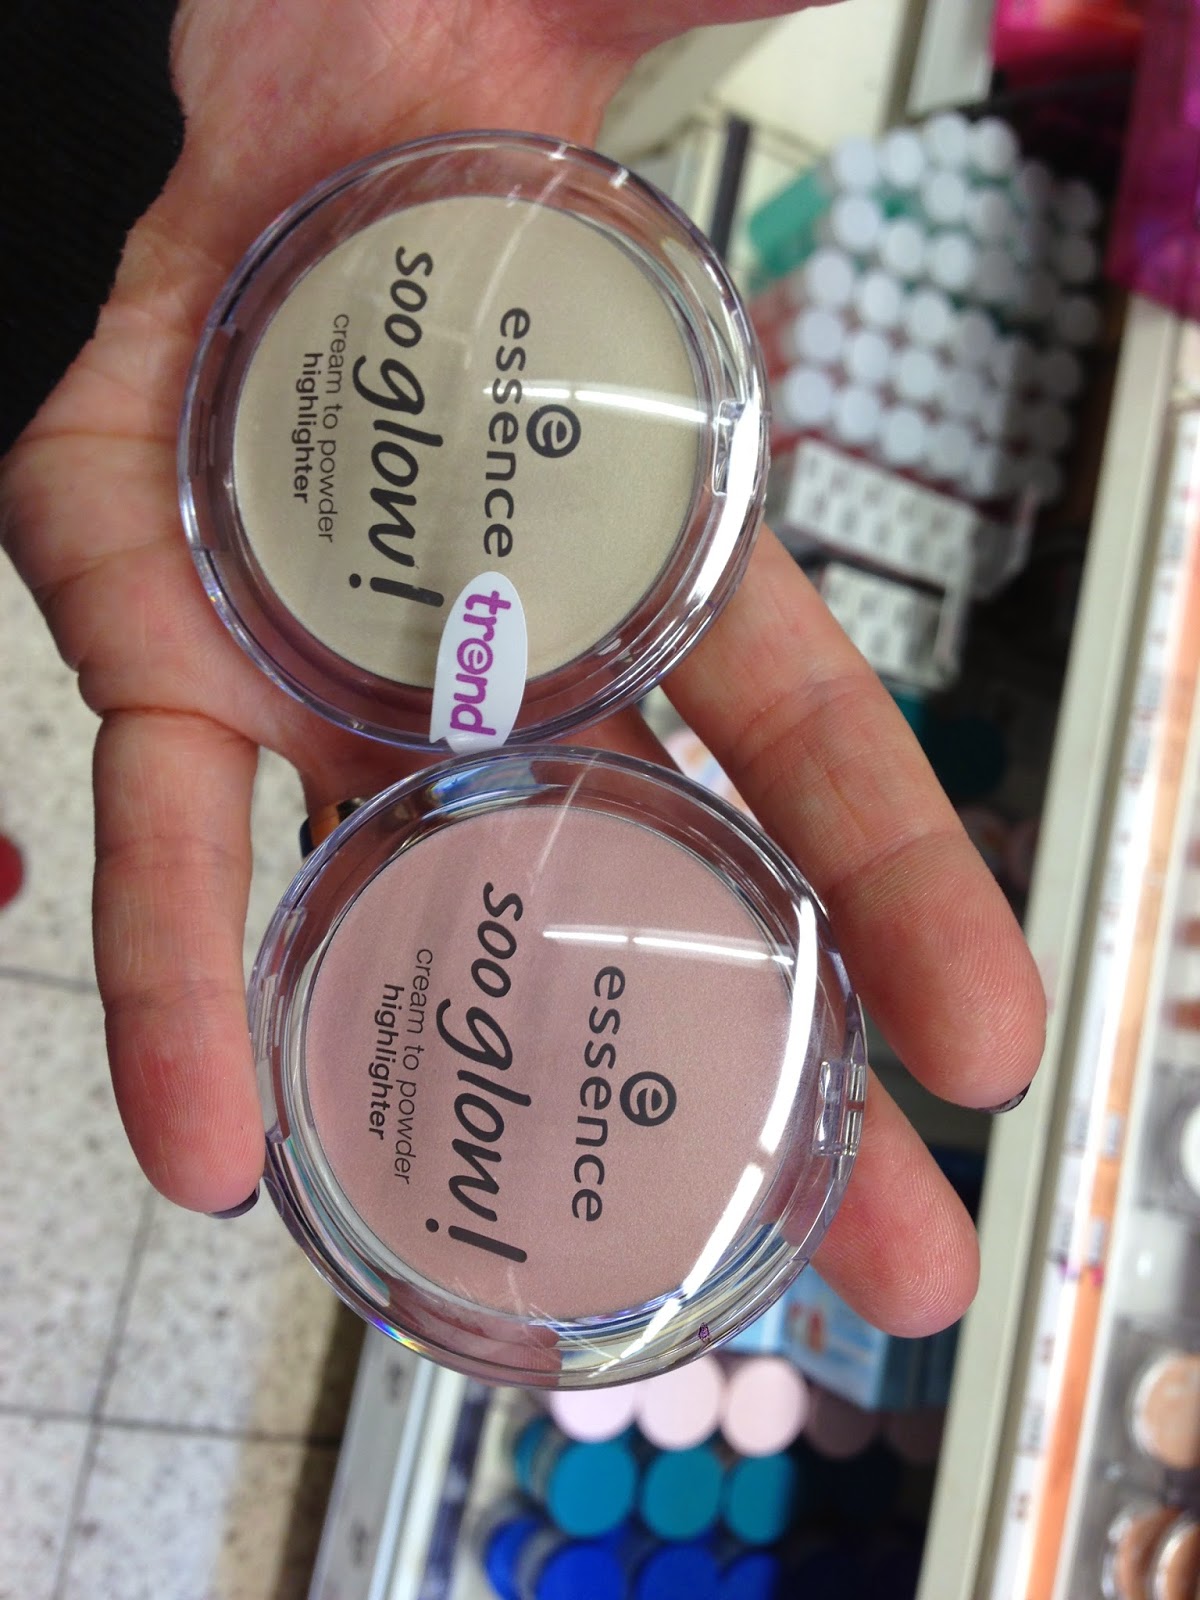 essence
soo glow!
cream to powder
highlighter
trend
essence
soo glow!
cream to powder
highlighter